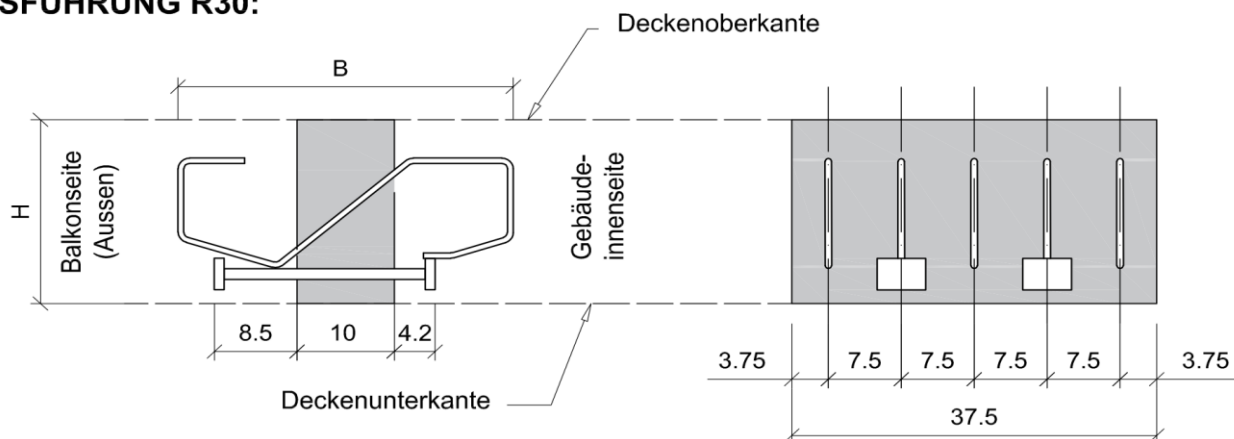 SFÜHRUNG R30:
Deckenoberkante
B
H
Balkonseite
(Aussen)
Gebäude-
innenseite
8.5 10 4.2
Deckenunterkante
3.75 7.5 7.5 7.5 7.5 3.75
37.5